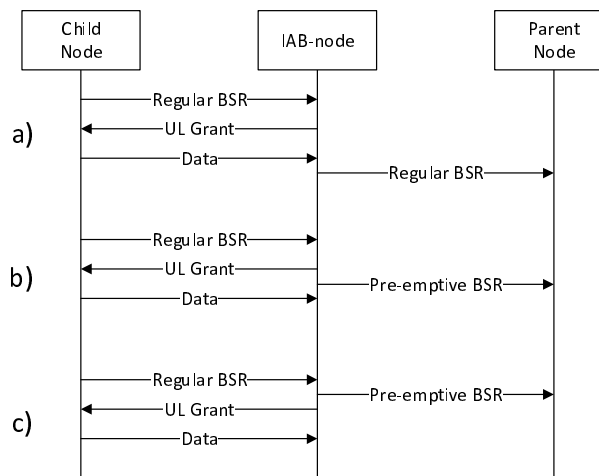 Child
Node
IAB-node
Parent
Node
a)
Regular BSR
UL Grant
Data
Regular BSR
b)
Regular BSR
UL Grant
Pre-emptive BSR
Data
c)
Regular BSR
Pre-emptive BSR
UL Grant
Data